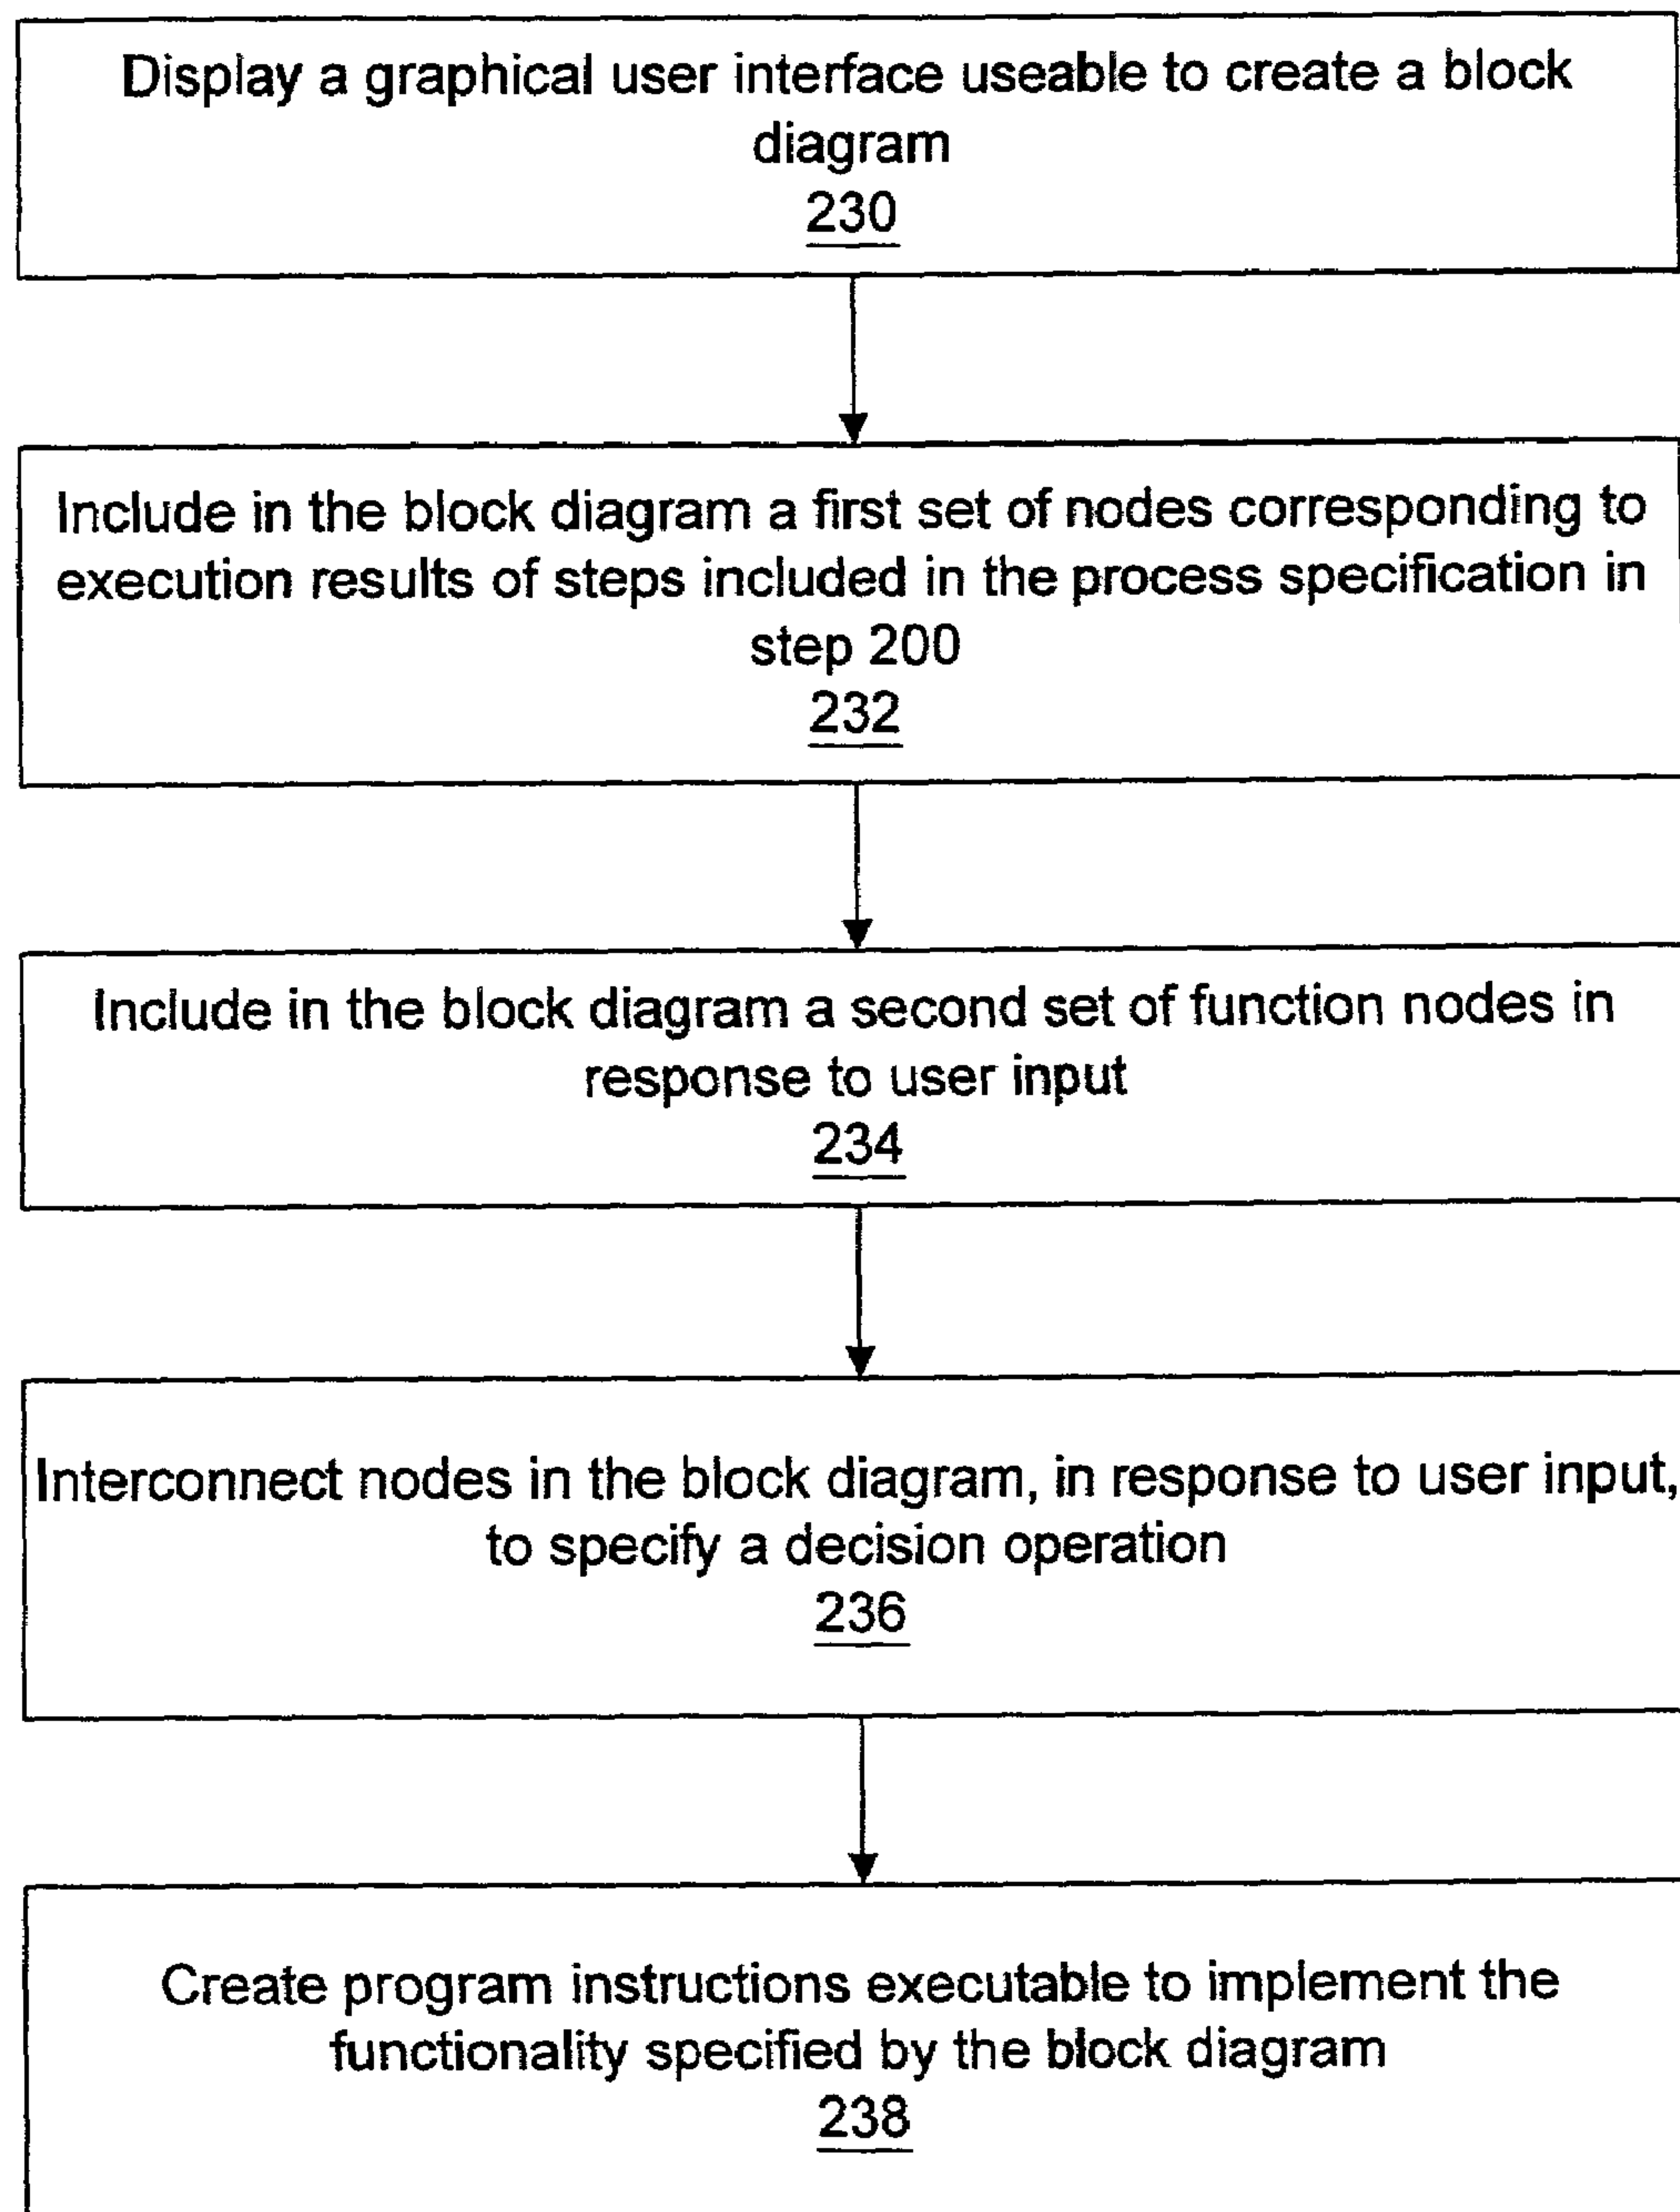 Display a graphical user interface useable to create a block
diagram
230
Include in the block diagram a first set of nodes corresponding to
execution results of steps included in the process specification in
step 200
232
Include in the block diagram a second set of function nodes in
response to user input
234
Interconnect nodes in the block diagram, in response to user input,
to specify a decision operation
236
Create program instructions executable to implement the
functionality specified by the block diagram
238